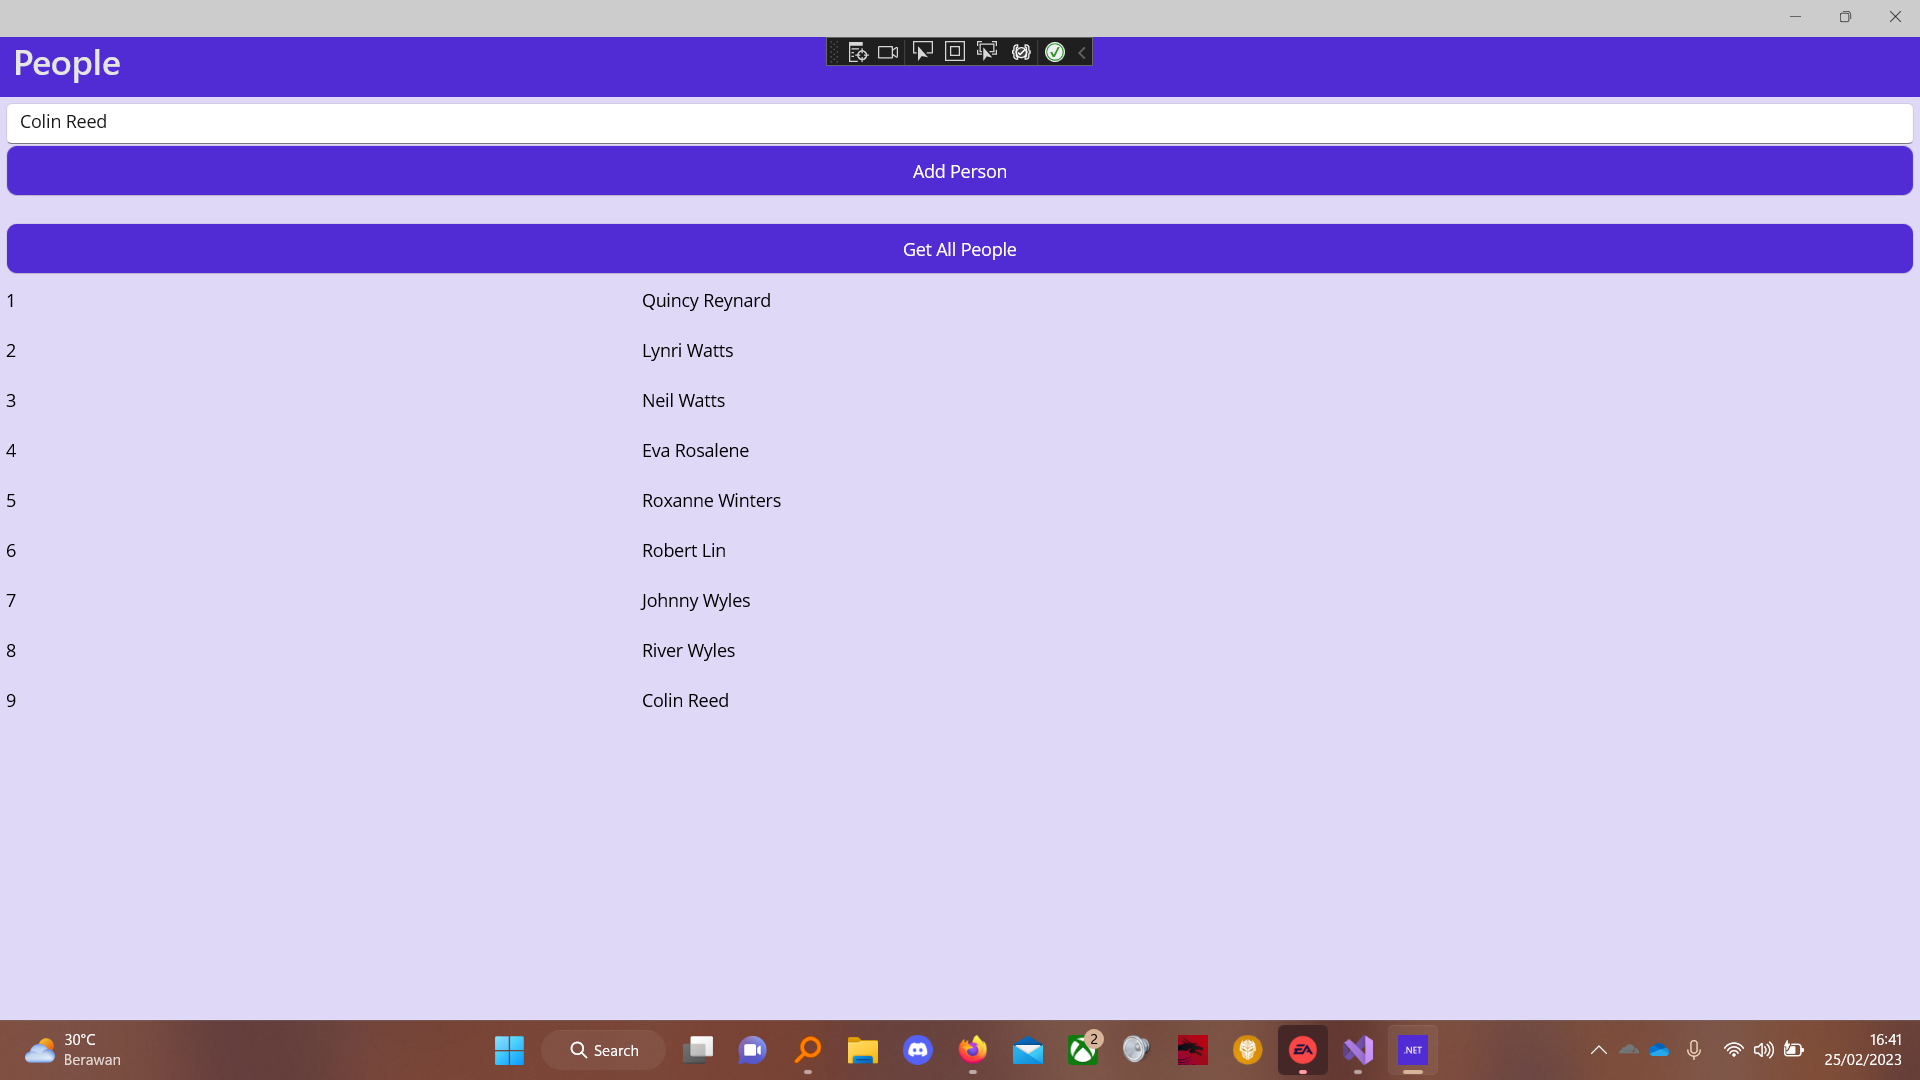 People
Colin Reed
Add Person
Get All People
1 Quincy Reynard
2 Lynri Watts
3 Neil Watts
4 Eva Rosalene
5 Roxanne Winters
6 Robert Lin
7 Johnny Wyles
8 River Wyles
9 Colin Reed
30°C
Berawan
Search
2
EA
.NET
16:41
25/02/2023